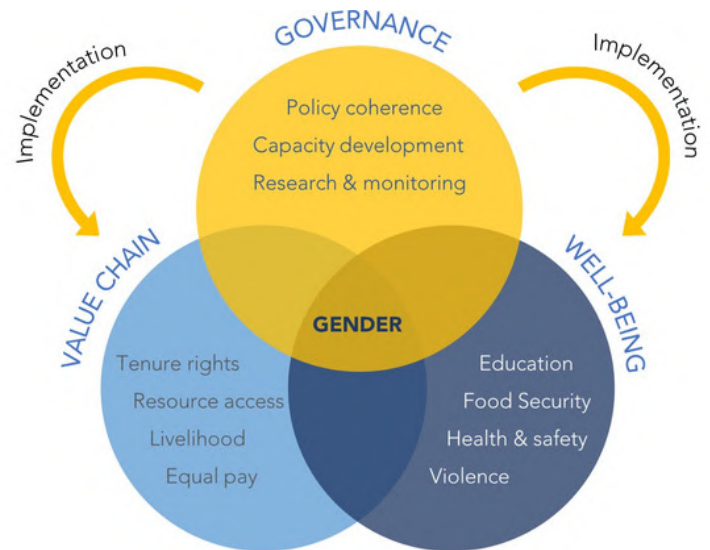 GOVERNANCE
Implementation
Implementation
Policy coherence
Capacity development
Research & monitoring
VALUE CHAIN
WELL-BEING
GENDER
Tenure rights
Resource access
Livelihood
Equal pay
Education
Food Security
Health & safety
Violence